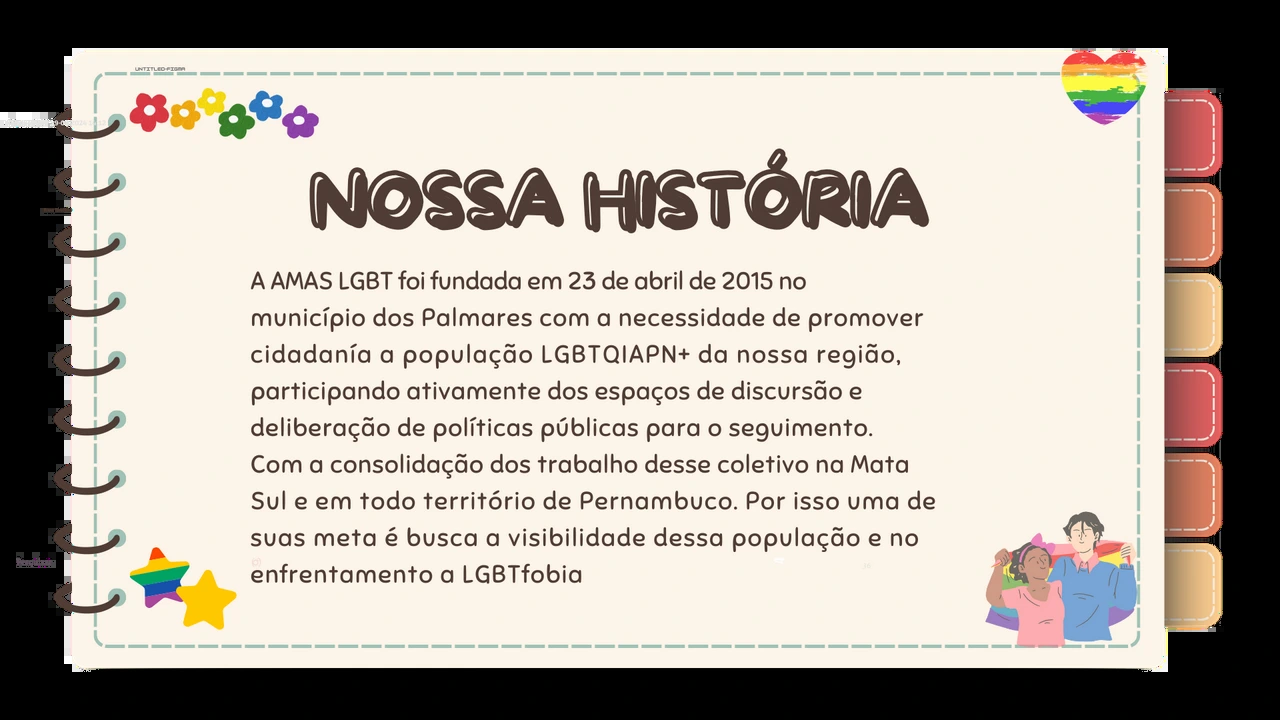 UNTITLED-FIGMA
NOSSA HISTÓRIA
A AMAS LGBT foi fundada em 23 de abril de 2015 no
município dos Palmares com a necessidade de promover
cidadanía a população LGBTQIAPN+ da nossa região,
participando ativamente dos espaços de discursão e
deliberação de políticas públicas para o seguimento.
Com a consolidação dos trabalho desse coletivo na Mata
Sul e em todo território de Pernambuco. Por isso uma de
suas meta é busca a visibilidade dessa população e no
enfrentamento a LGBTfobia